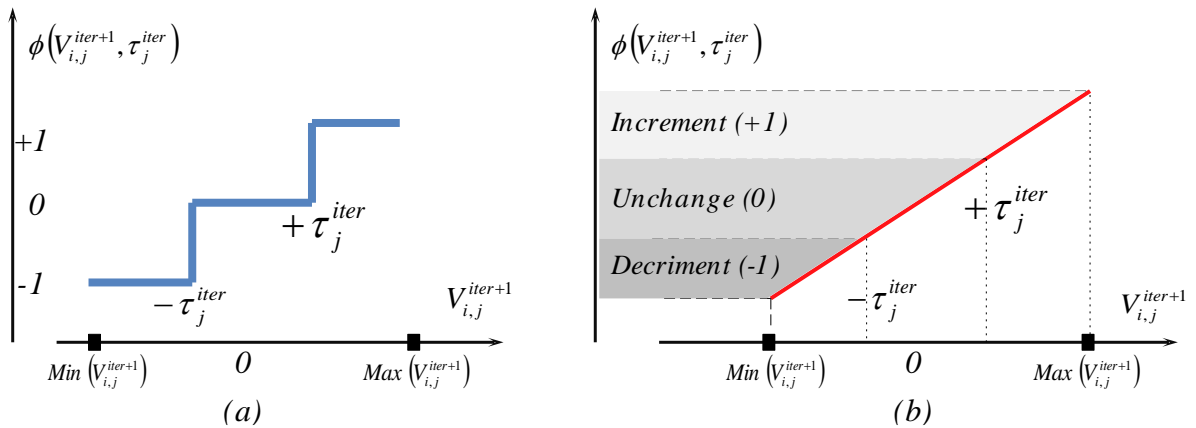 ϕ(V_{i,j}^{iter+1}, τ_j^{iter})
+1
0
-1
+ τ_j^{iter}
− τ_j^{iter}
V_{i,j}^{iter+1}
Min (V_{i,j}^{iter+1})
0
Max (V_{i,j}^{iter+1})
(a)
ϕ(V_{i,j}^{iter+1}, τ_j^{iter})
Increment (+1)
Unchange (0)
Decriment (-1)
+ τ_j^{iter}
− τ_j^{iter}
V_{i,j}^{iter+1}
Min (V_{i,j}^{iter+1})
0
Max (V_{i,j}^{iter+1})
(b)